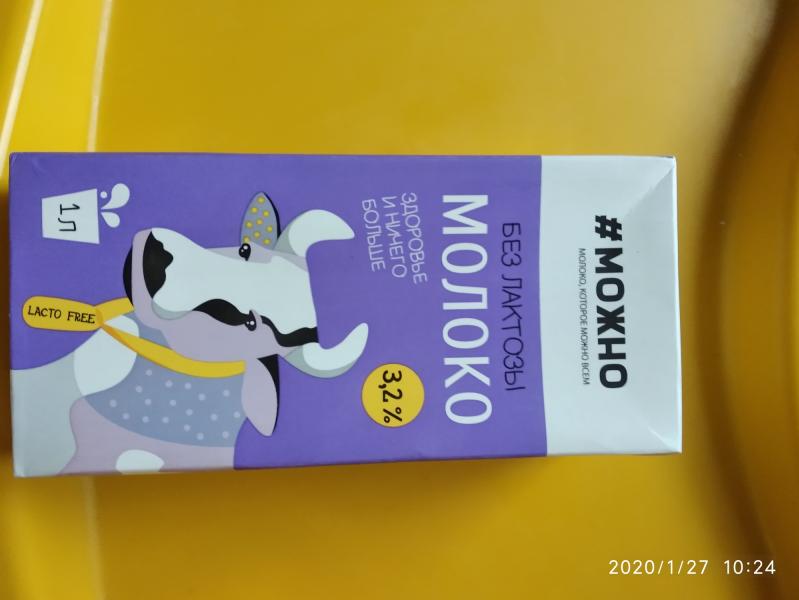 #МОЖНО
МОЛОКО, КОТОРОЕ МОЖНО ВСЕМ
БЕЗ ЛАКТОЗЫ
МОЛОКО
ЗДОРОВЬЕ
И НИЧЕГО
БОЛЬШЕ
3,2%
LACTO FREE
1 Л
2020/1/27 10:24